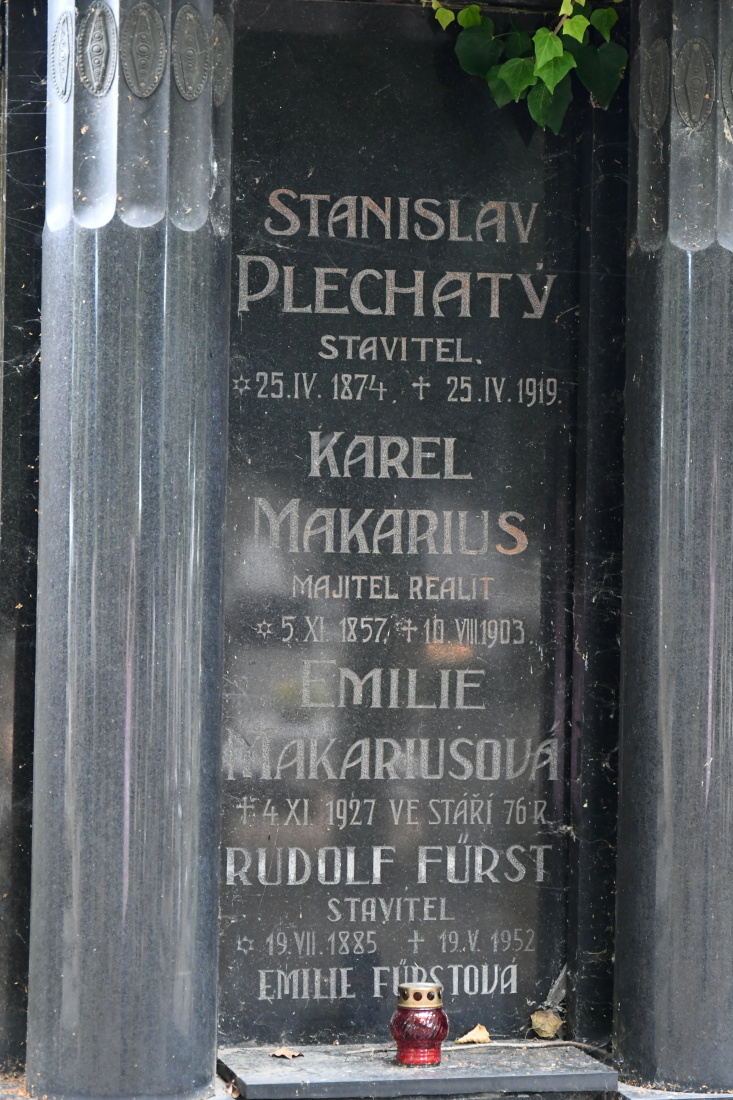 STANISLAV
PLECHATÝ
STAVITEL.
✡25.IV. 1874. † 25.IV.1919.
KAREL
MAKARIUS
MAJITEL REALIT
✡ 5.XI. 1857. † 10.VIII.1903.
EMILIE
MAKARIUSOVÁ
† 4.XI. 1927 VE STÁŘÍ 76 R.
RUDOLF FÜRST
STAVITEL
✡ 19.VII. 1885 † 19.V. 1952
EMILIE FÜRSTOVÁ